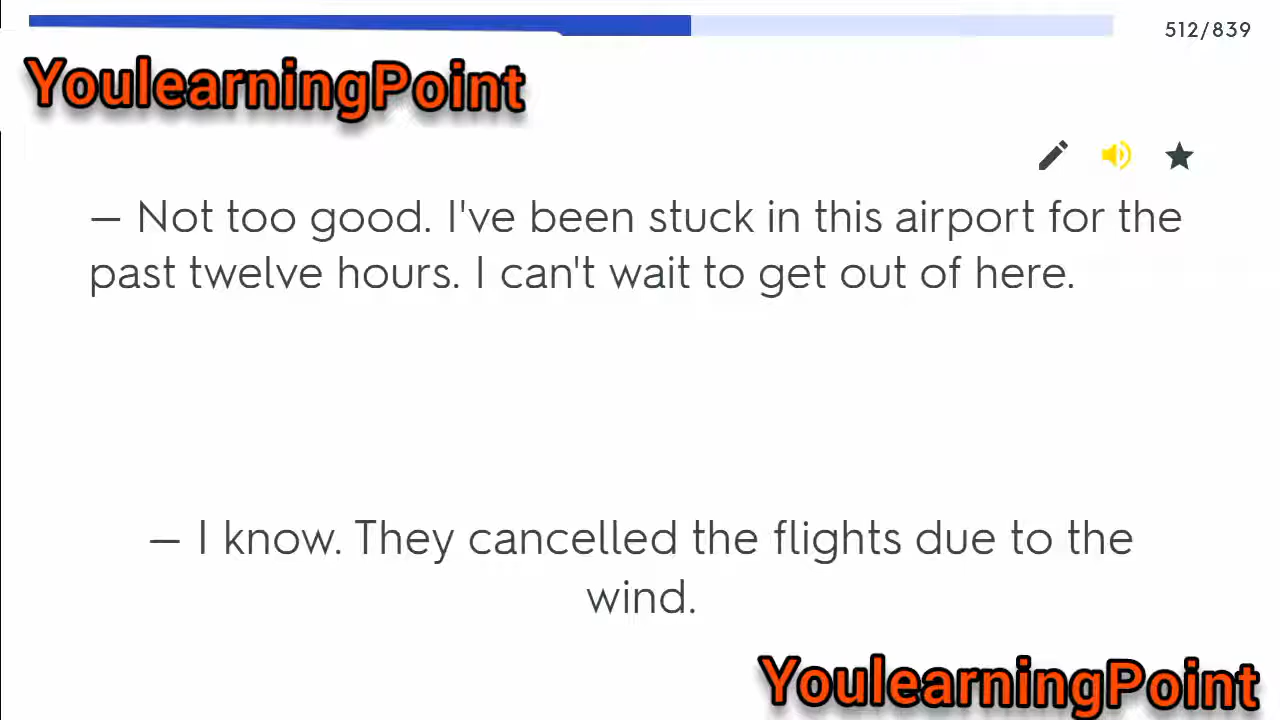 512/839
YoulearningPoint
– Not too good. I've been stuck in this airport for the
past twelve hours. I can't wait to get out of here.
– I know. They cancelled the flights due to the
wind.
YoulearningPoint